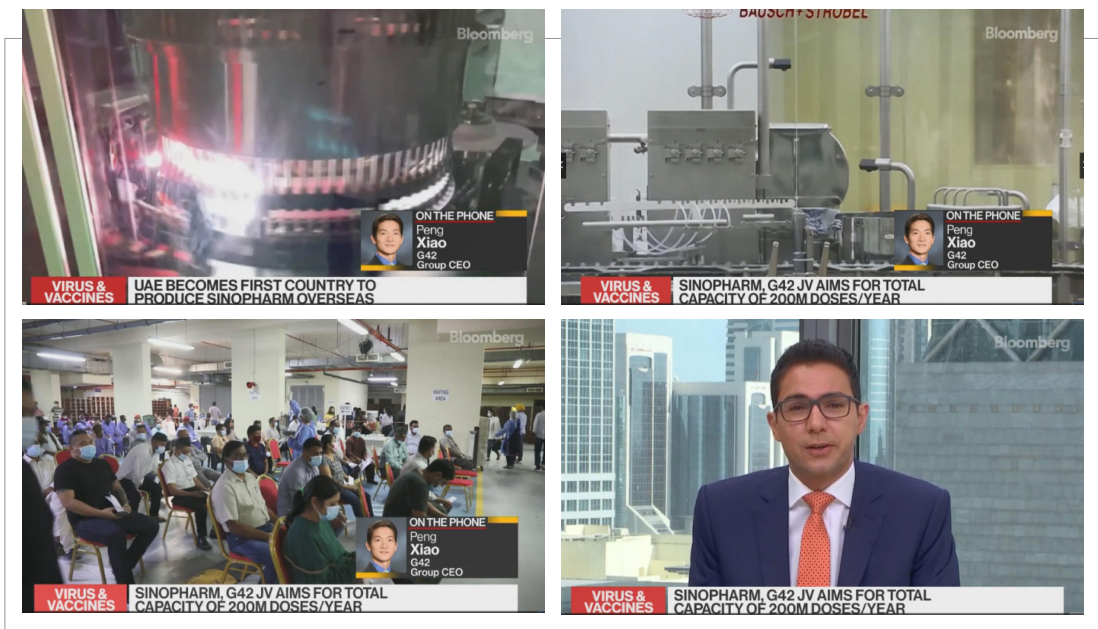 Bloomberg
ON THE PHONE
Peng
Xiao
G42
Group CEO
VIRUS &
VACCINES
UAE BECOMES FIRST COUNTRY TO
PRODUCE SINOPHARM OVERSEAS
BAUSCH+STRÖBEL
Bloomberg
ON THE PHONE
Peng
Xiao
G42
Group CEO
VIRUS &
VACCINES
SINOPHARM, G42 JV AIMS FOR TOTAL
CAPACITY OF 200M DOSES/YEAR
Bloomberg
WAITING
AREA
ON THE PHONE
Peng
Xiao
G42
Group CEO
VIRUS &
VACCINES
SINOPHARM, G42 JV AIMS FOR TOTAL
CAPACITY OF 200M DOSES/YEAR
Bloomberg
VIRUS &
VACCINES
SINOPHARM, G42 JV AIMS FOR TOTAL
CAPACITY OF 200M DOSES/YEAR